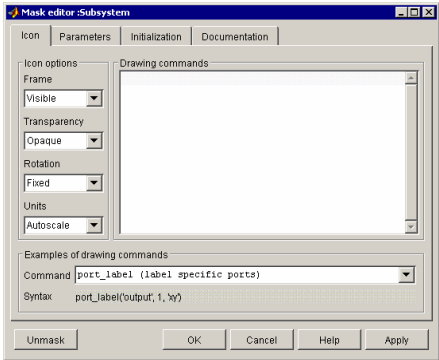 Mask editor :Subsystem
Icon Parameters Initialization Documentation
Icon options Drawing commands
Frame
Visible
Transparency
Opaque
Rotation
Fixed
Units
Autoscale
Examples of drawing commands
Command port_label (label specific ports)
Syntax port_label('output', 1, 'xy')
Unmask OK Cancel Help Apply